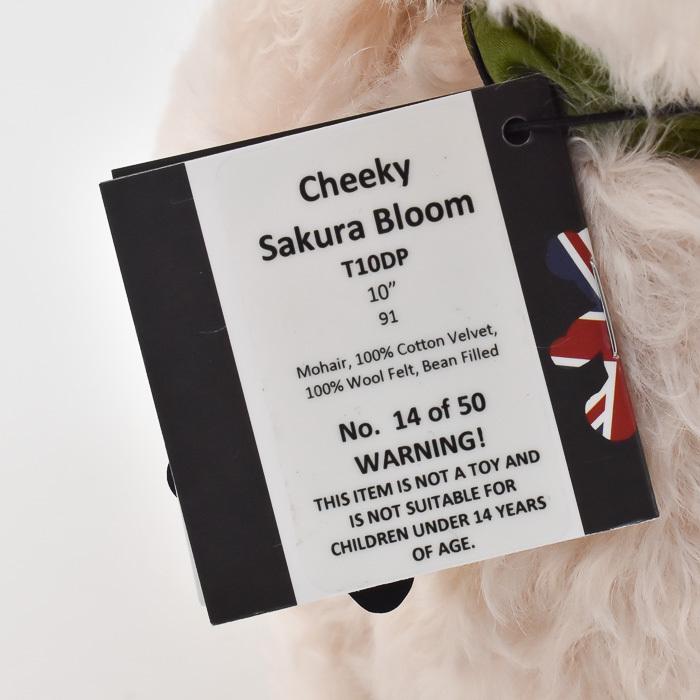 Cheeky
Sakura Bloom
T10DP
10”
91
Mohair, 100% Cotton Velvet,
100% Wool Felt, Bean Filled
No. 14 of 50
WARNING!
THIS ITEM IS NOT A TOY AND
IS NOT SUITABLE FOR
CHILDREN UNDER 14 YEARS
OF AGE.